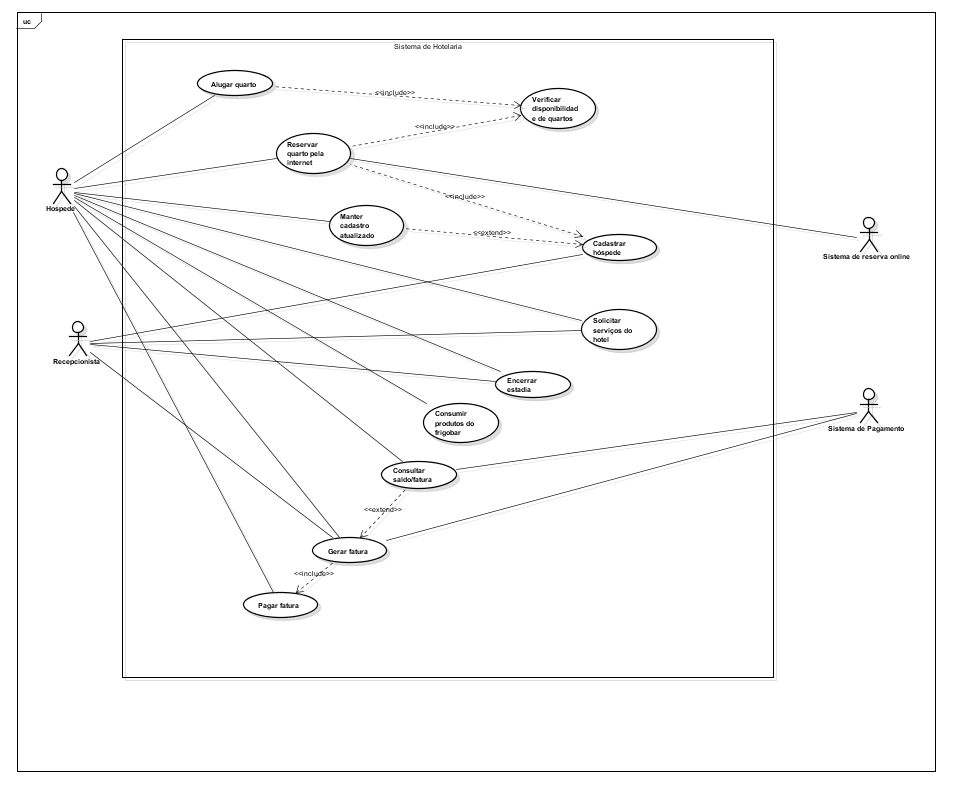 uc
Sistema de Hotelaria
Alugar quarto
<<include>>
Verificar
disponibilidad
e de quartos
<<include>>
Reservar
quarto pela
internet
Hospede
<<include>>
Manter
cadastro
atualizado
<<extend>>
Cadastrar
hóspede
Sistema de reserva online
Solicitar
serviços do
hotel
Recepcionista
Encerrar
estadia
Consumir
produtos do
frigobar
Sistema de Pagamento
Consultar
saldo/fatura
<<extend>>
Gerar fatura
<<include>>
Pagar fatura